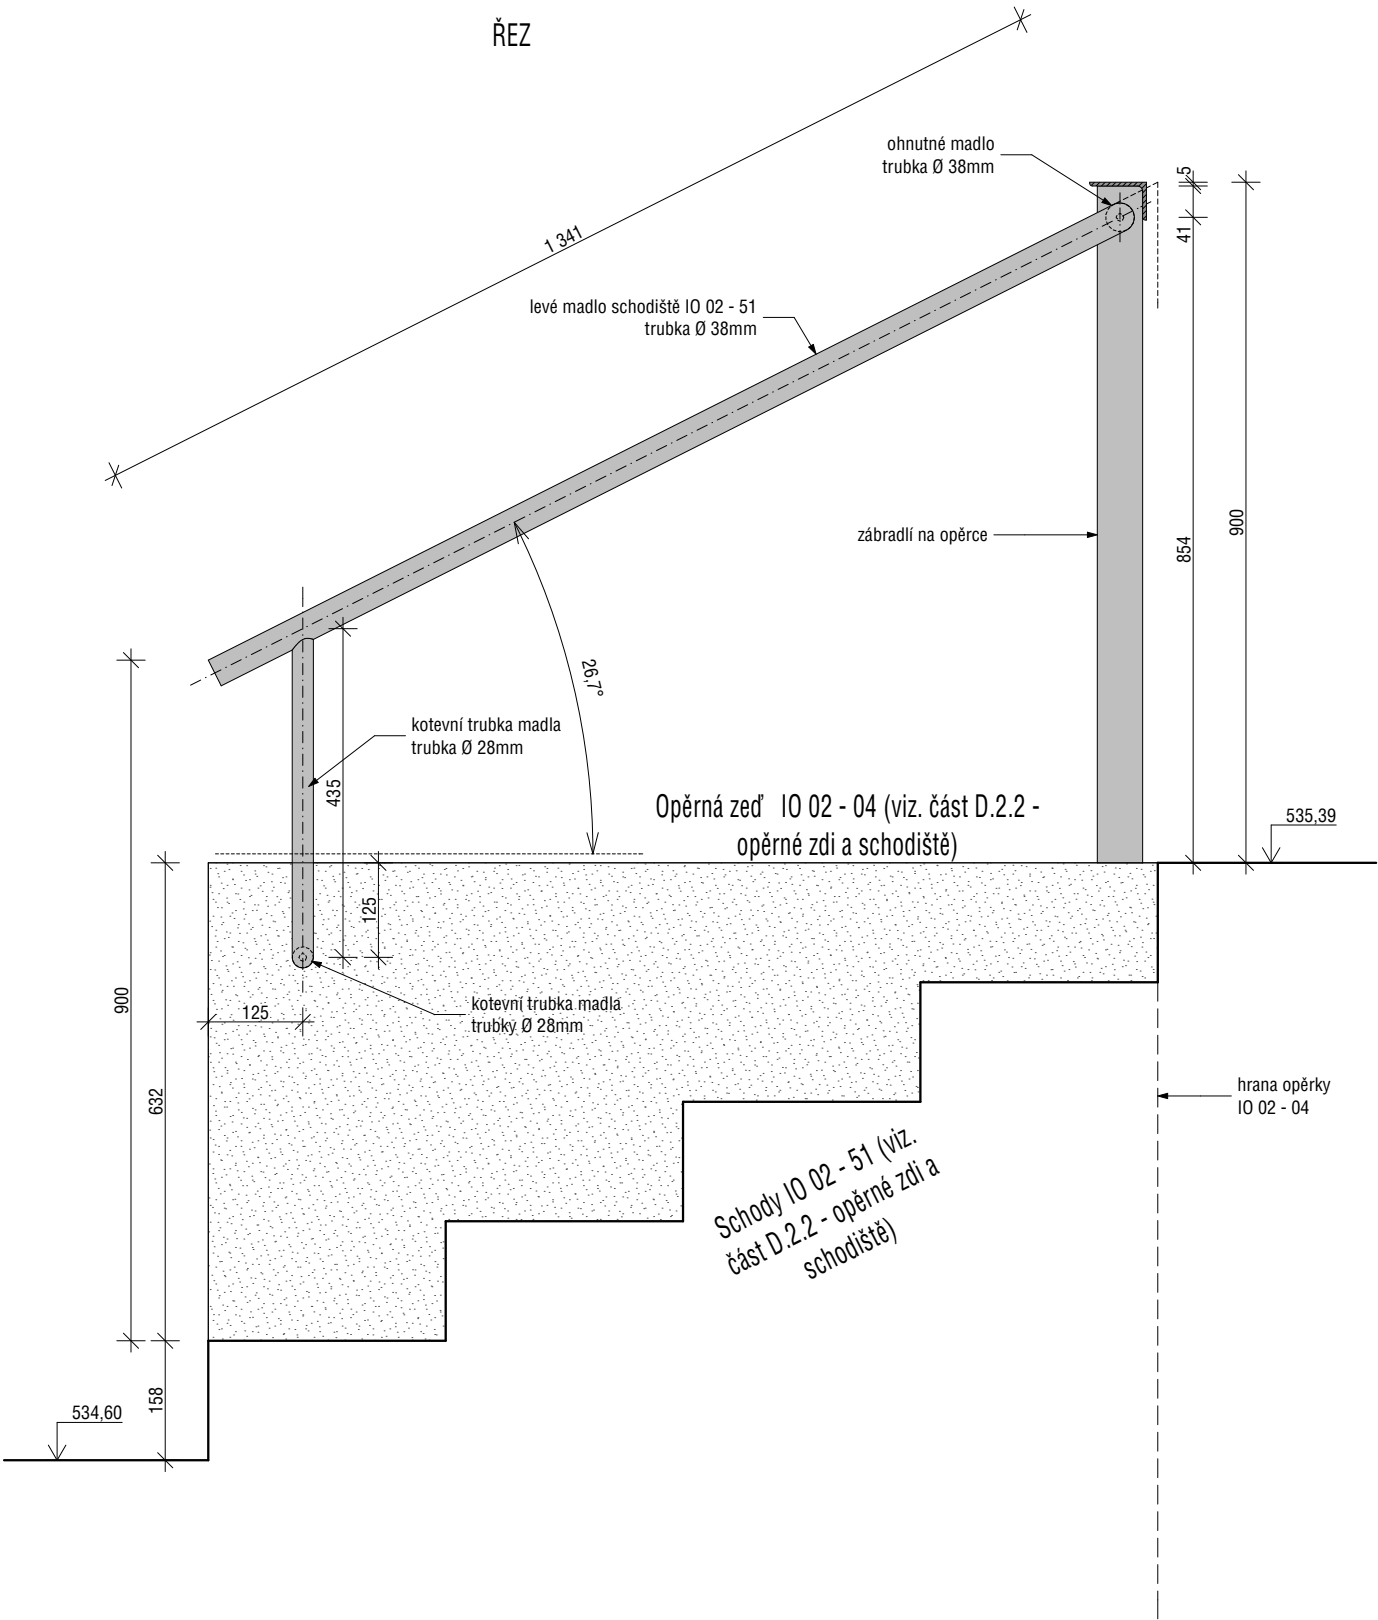 ŘEZ
1 341
ohnutné madlo
trubka Ø 38mm
5
41
levé madlo schodiště IO 02 - 51
trubka Ø 38mm
zábradlí na opěrce
854
900
26,7°
kotevní trubka madla
trubka Ø 28mm
435
Opěrná zeď IO 02 - 04 (viz. část D.2.2 -
opěrné zdi a schodiště)
535,39
125
125
kotevní trubka madla
trubky Ø 28mm
900
632
hrana opěrky
IO 02 - 04
Schody IO 02 - 51 (viz.
část D.2.2 - opěrné zdi a
schodiště)
158
534,60